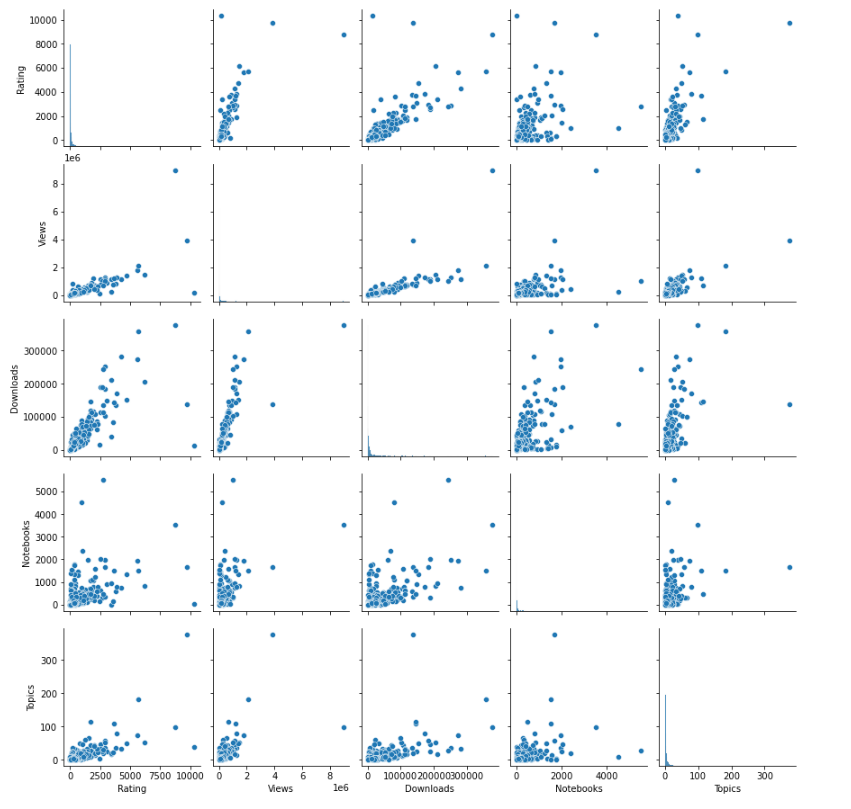 10000
8000
6000
4000
2000
0
Rating
1e6
8
6
4
2
0
Views
300000
200000
100000
0
Downloads
5000
4000
3000
2000
1000
0
Notebooks
300
200
100
0
Topics
0 2500 5000 7500 10000 0 2 4 6 8 0 100000 200000 300000 0 2000 4000 0 100 200 300
1e6
Rating Views Downloads Notebooks Topics